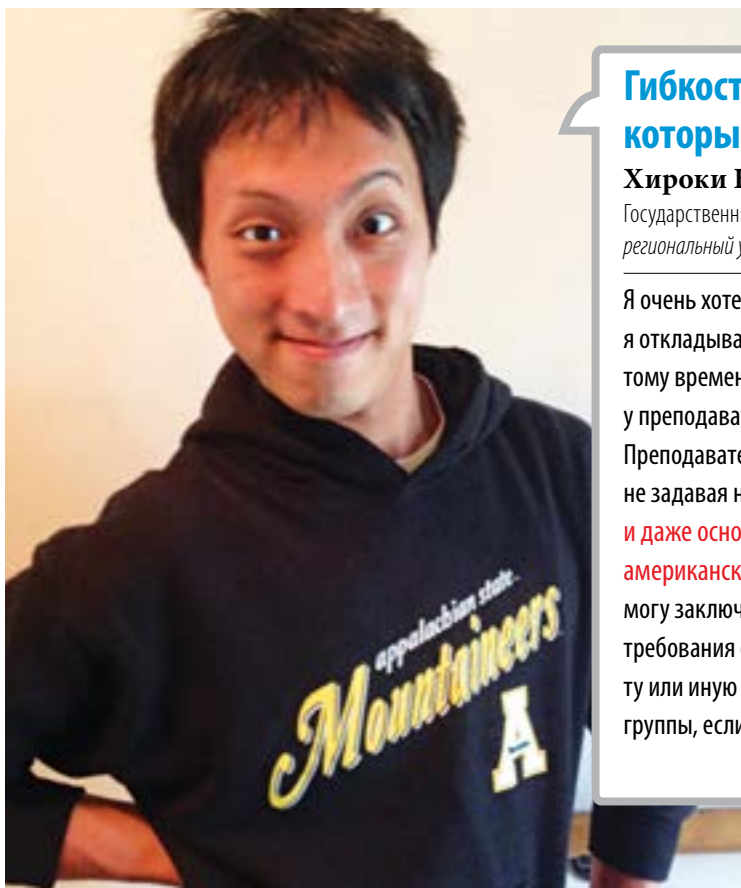 Гибкост
которы
Хироки
Государственн
региональный
Я очень хоте
я откладыва
тому времен
у преподава
Преподавате
не задавая н
и даже осно
американск
могу заключ
требования
ту или иную
группы, если
appalachian state
Mountaineers
A